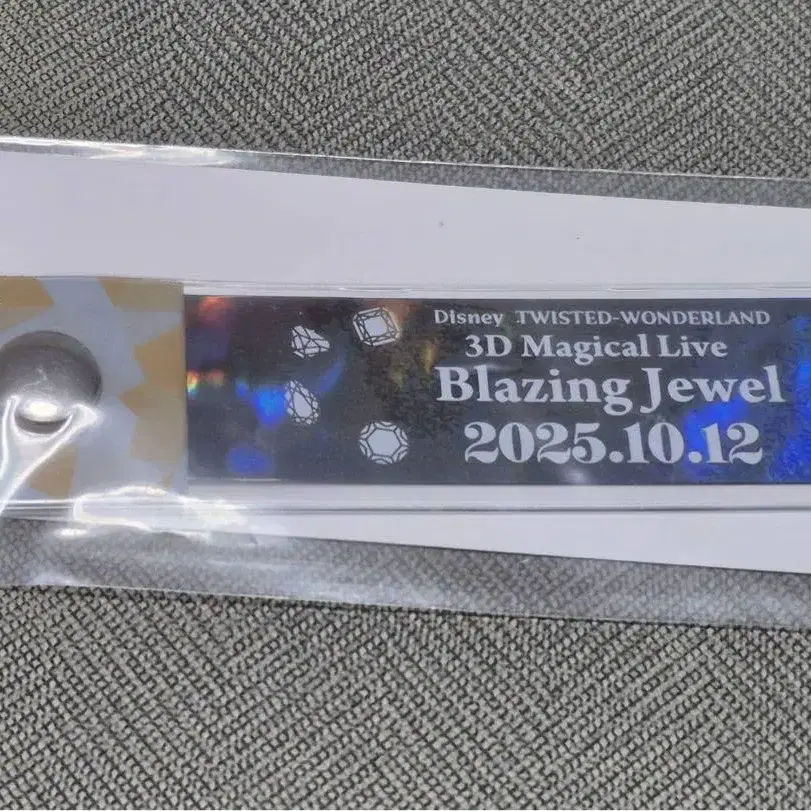 Disney TWISTED-WONDERLAND
3D Magical Live
Blazing Jewel
2025.10.12